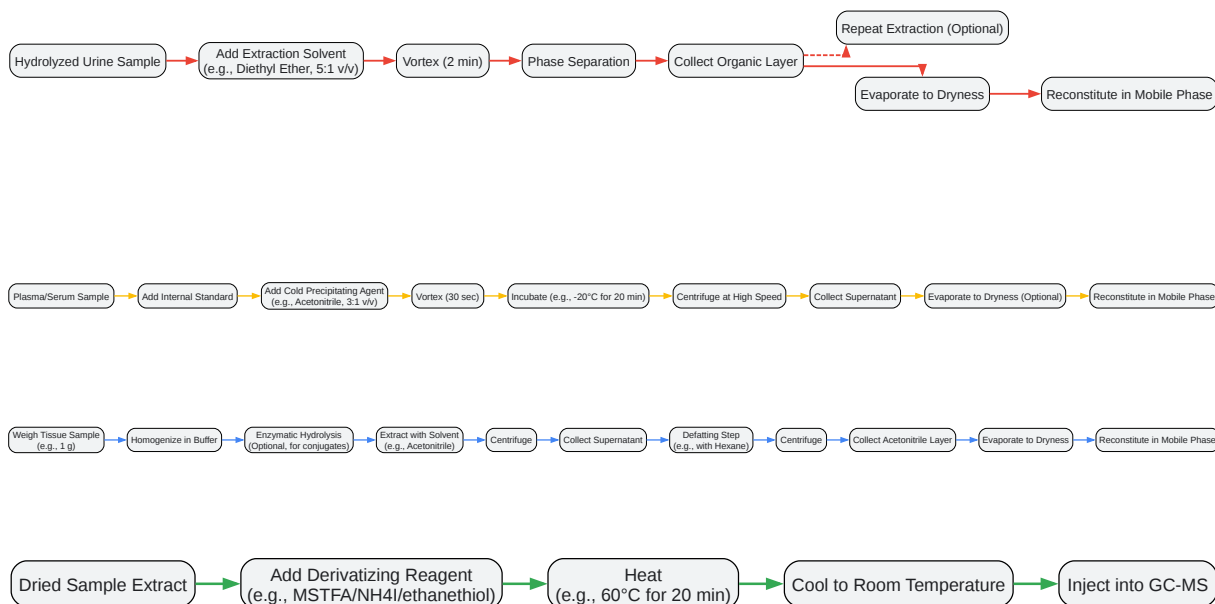 Hydrolyzed Urine Sample
Add Extraction Solvent
(e.g., Diethyl Ether, 5:1 v/v)
Vortex (2 min)
Phase Separation
Collect Organic Layer
Repeat Extraction (Optional)
Evaporate to Dryness
Reconstitute in Mobile Phase
Plasma/Serum Sample
Add Internal Standard
Add Cold Precipitating Agent
(e.g., Acetonitrile, 3:1 v/v)
Vortex (30 sec)
Incubate (e.g., -20°C for 20 min)
Centrifuge at High Speed
Collect Supernatant
Evaporate to Dryness (Optional)
Reconstitute in Mobile Phase
Weigh Tissue Sample
(e.g., 1 g)
Homogenize in Buffer
Enzymatic Hydrolysis
(Optional, for conjugates)
Extract with Solvent
(e.g., Acetonitrile)
Centrifuge
Collect Supernatant
Defatting Step
(e.g., with Hexane)
Centrifuge
Collect Acetonitrile Layer
Evaporate to Dryness
Reconstitute in Mobile Phase
Dried Sample Extract
Add Derivatizing Reagent
(e.g., MSTFA/NH4I/ethanethiol)
Heat
(e.g., 60°C for 20 min)
Cool to Room Temperature
Inject into GC-MS